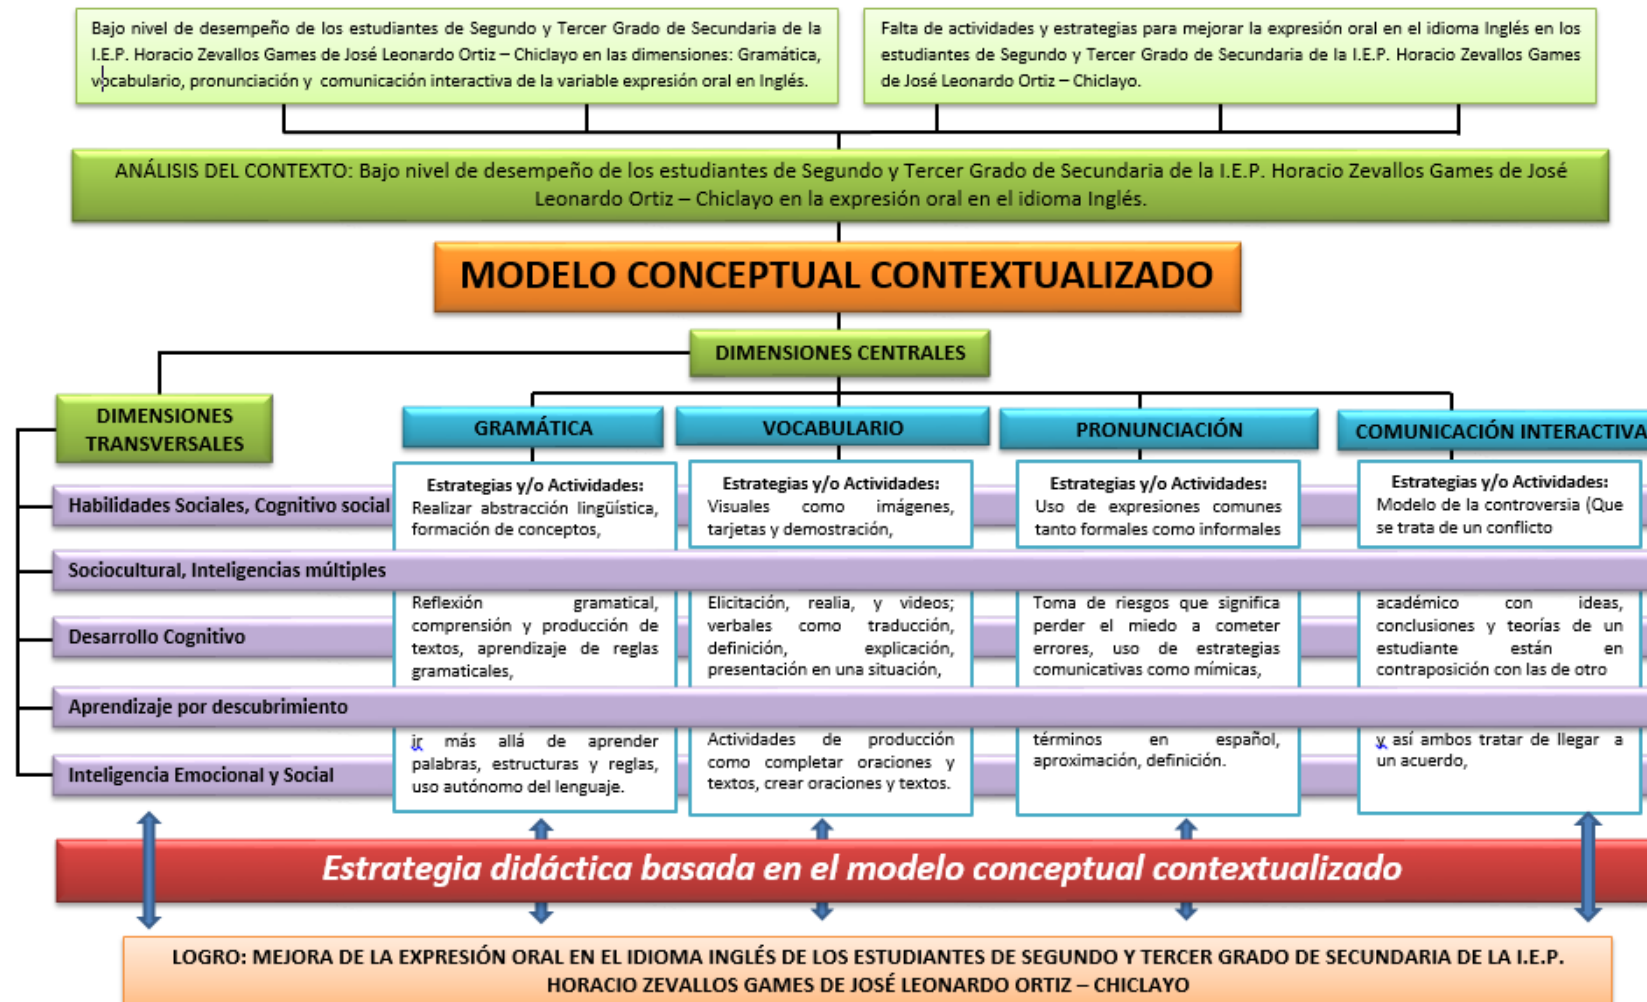 Bajo nivel de desempeño de los estudiantes de Segundo y Tercer Grado de Secundaria de la
I.E.P. Horacio Zevallos Games de José Leonardo Ortiz – Chiclayo en las dimensiones: Gramática,
vocabulario, pronunciación y comunicación interactiva de la variable expresión oral en Inglés.
Falta de actividades y estrategias para mejorar la expresión oral en el idioma Inglés en los
estudiantes de Segundo y Tercer Grado de Secundaria de la I.E.P. Horacio Zevallos Games
de José Leonardo Ortiz – Chiclayo.
ANÁLISIS DEL CONTEXTO: Bajo nivel de desempeño de los estudiantes de Segundo y Tercer Grado de Secundaria de la I.E.P. Horacio Zevallos Games de José
Leonardo Ortiz – Chiclayo en la expresión oral en el idioma Inglés.
MODELO CONCEPTUAL CONTEXTUALIZADO
DIMENSIONES CENTRALES
DIMENSIONES
TRANSVERSALES
Habilidades Sociales, Cognitivo social
Sociocultural, Inteligencias múltiples
Desarrollo Cognitivo
Aprendizaje por descubrimiento
Inteligencia Emocional y Social
GRAMÁTICA
Estrategias y/o Actividades:
Realizar abstracción lingüística,
formación de conceptos,
Reflexión gramatical,
comprensión y producción de
textos, aprendizaje de reglas
gramaticales,
ir más allá de aprender
palabras, estructuras y reglas,
uso autónomo del lenguaje.
VOCABULARIO
Estrategias y/o Actividades:
Visuales como imágenes,
tarjetas y demostración,
Elicitación, realia, y videos;
verbales como traducción,
definición, explicación,
presentación en una situación,
Actividades de producción
como completar oraciones y
textos, crear oraciones y textos.
PRONUNCIACIÓN
Estrategias y/o Actividades:
Uso de expresiones comunes
tanto formales como informales
Toma de riesgos que significa
perder el miedo a cometer
errores, uso de estrategias
comunicativas como mímicas,
términos en español,
aproximación, definición.
COMUNICACIÓN INTERACTIVA
Estrategias y/o Actividades:
Modelo de la controversia (Que
se trata de un conflicto
académico con ideas,
conclusiones y teorías de un
estudiante están en
contraposición con las de otro
y así ambos tratar de llegar a
un acuerdo,
Estrategia didáctica basada en el modelo conceptual contextualizado
LOGRO: MEJORA DE LA EXPRESIÓN ORAL EN EL IDIOMA INGLÉS DE LOS ESTUDIANTES DE SEGUNDO Y TERCER GRADO DE SECUNDARIA DE LA I.E.P.
HORACIO ZEVALLOS GAMES DE JOSÉ LEONARDO ORTIZ – CHICLAYO